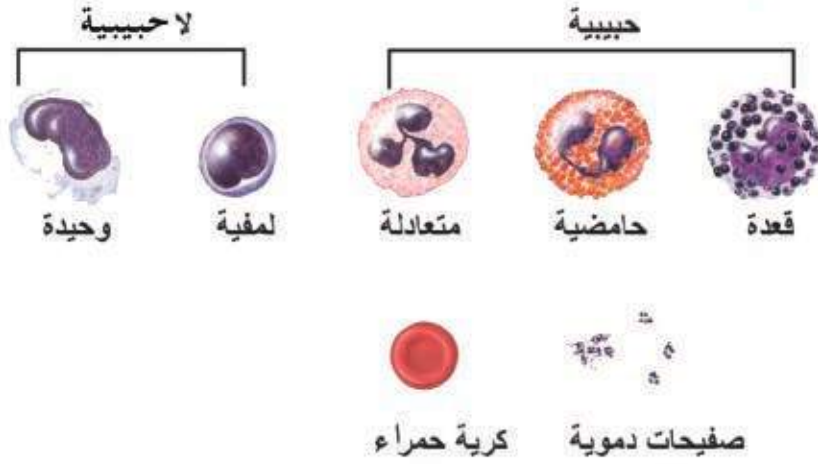 حبيبية
لا حبيبية
قعدة
حامضية
متعادلة
لمفية
وحيدة
صفيحات دموية
كرية حمراء